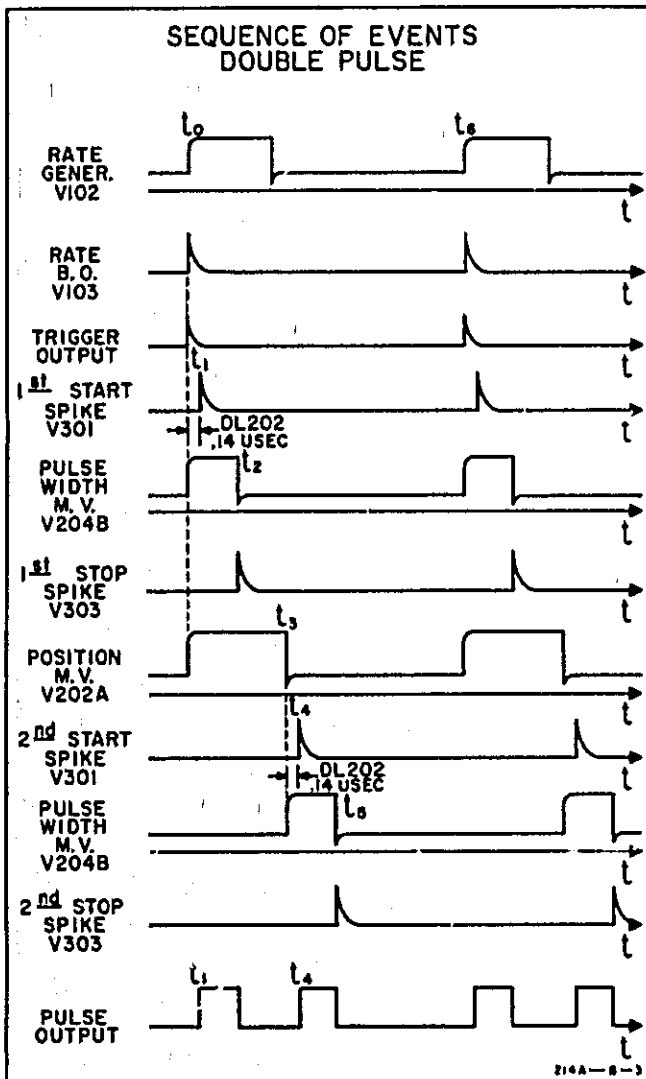 SEQUENCE OF EVENTS
DOUBLE PULSE
t0
t6
RATE
GENER.
V102
t
RATE
B.O.
V103
t
TRIGGER
OUTPUT
t
t1
1st START
SPIKE
V301
t
DL202
.14 USEC
t2
PULSE
WIDTH
M.V.
V204B
t
1st STOP
SPIKE
V303
t
t3
POSITION
M.V.
V202A
t
t4
2nd START
SPIKE
V301
t
DL202
.14 USEC
t5
PULSE
WIDTH
M.V.
V204B
t
2nd STOP
SPIKE
V303
t
t1
t4
PULSE
OUTPUT
t
214A-B-3